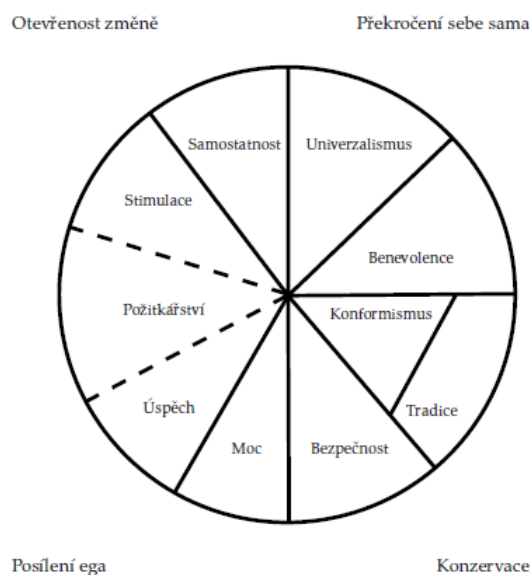 Otevřenost změně
Překročení sebe sama
Samostatnost
Univerzalismus
Stimulace
Benevolence
Požitkářství
Konformismus
Úspěch
Tradice
Moc
Bezpečnost
Posílení ega
Konzervace